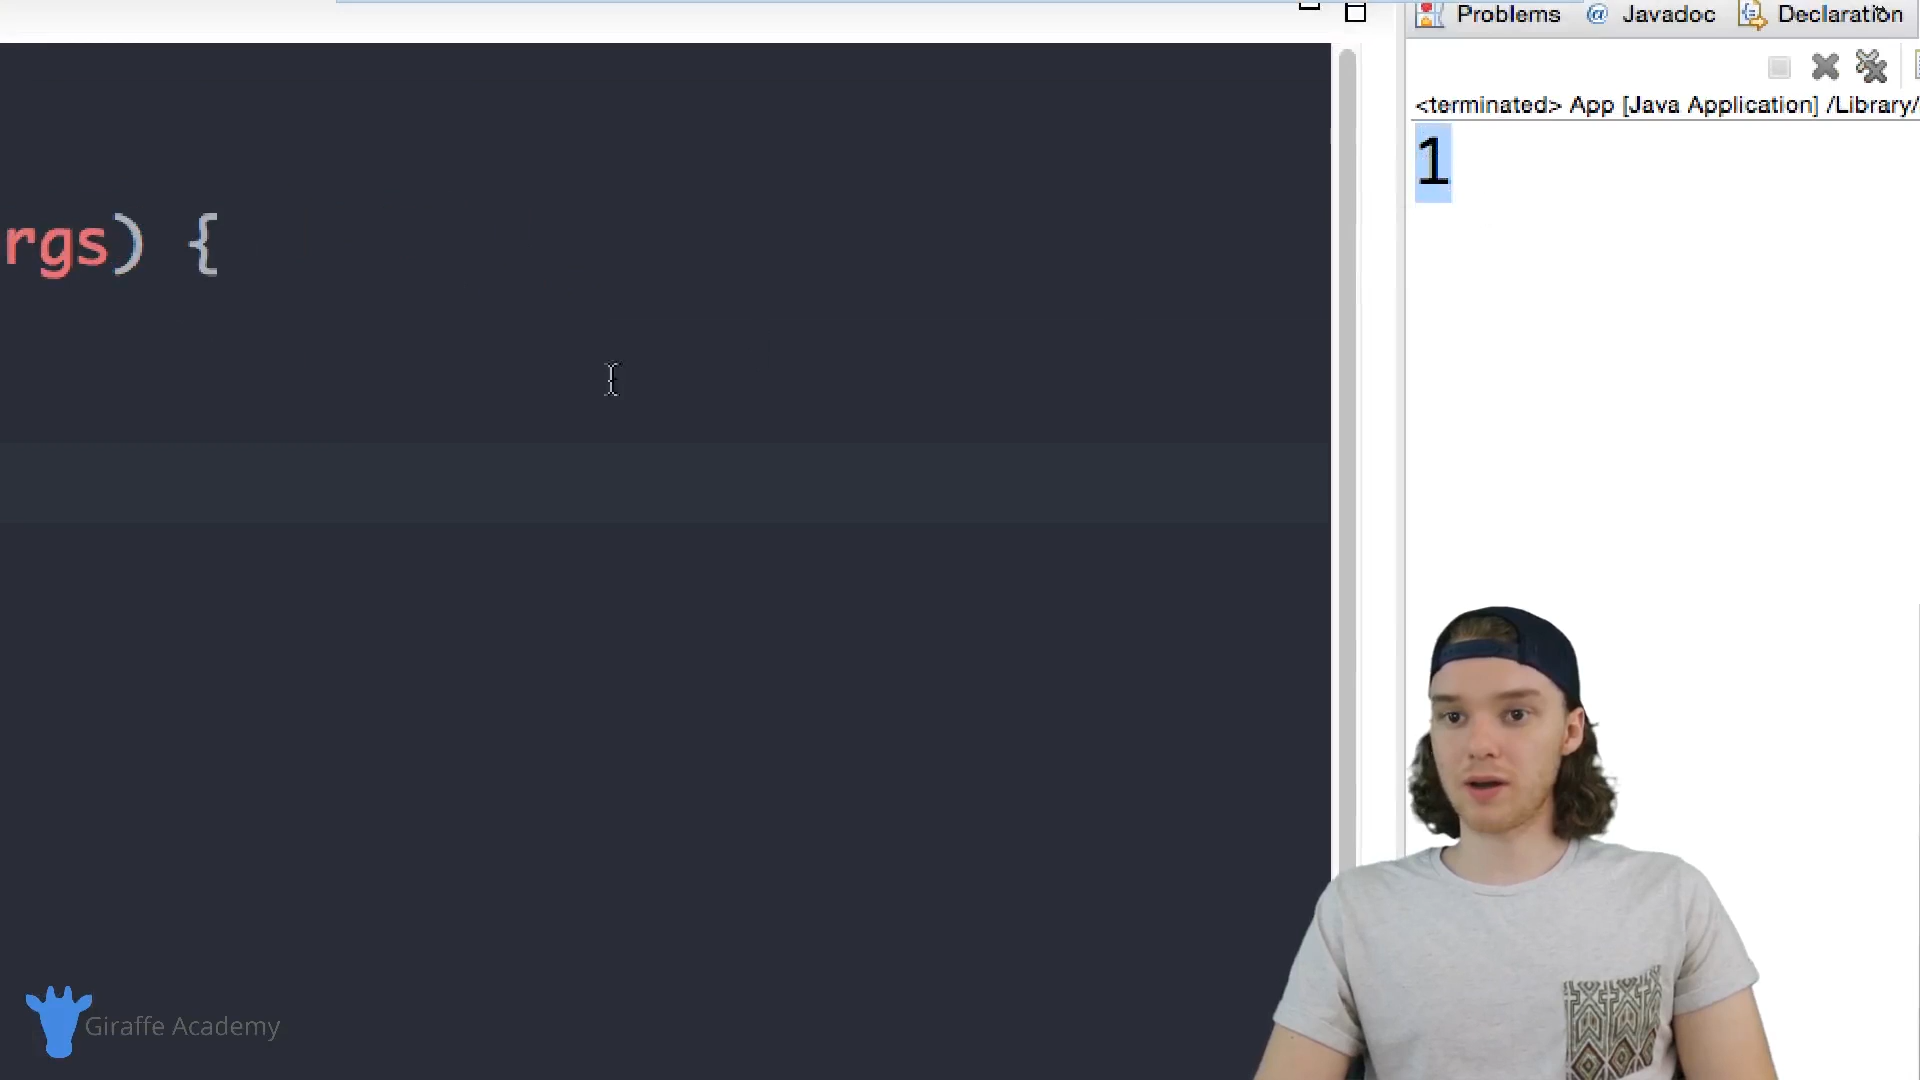 Problems @ Javadoc Declaration
<terminated> App [Java Application] /Library/
1
rgs) {
Giraffe Academy